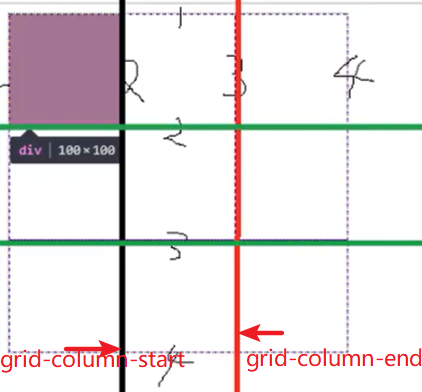 1
2 3 4
2
div | 100×100
3
grid-column-start
grid-column-end
4